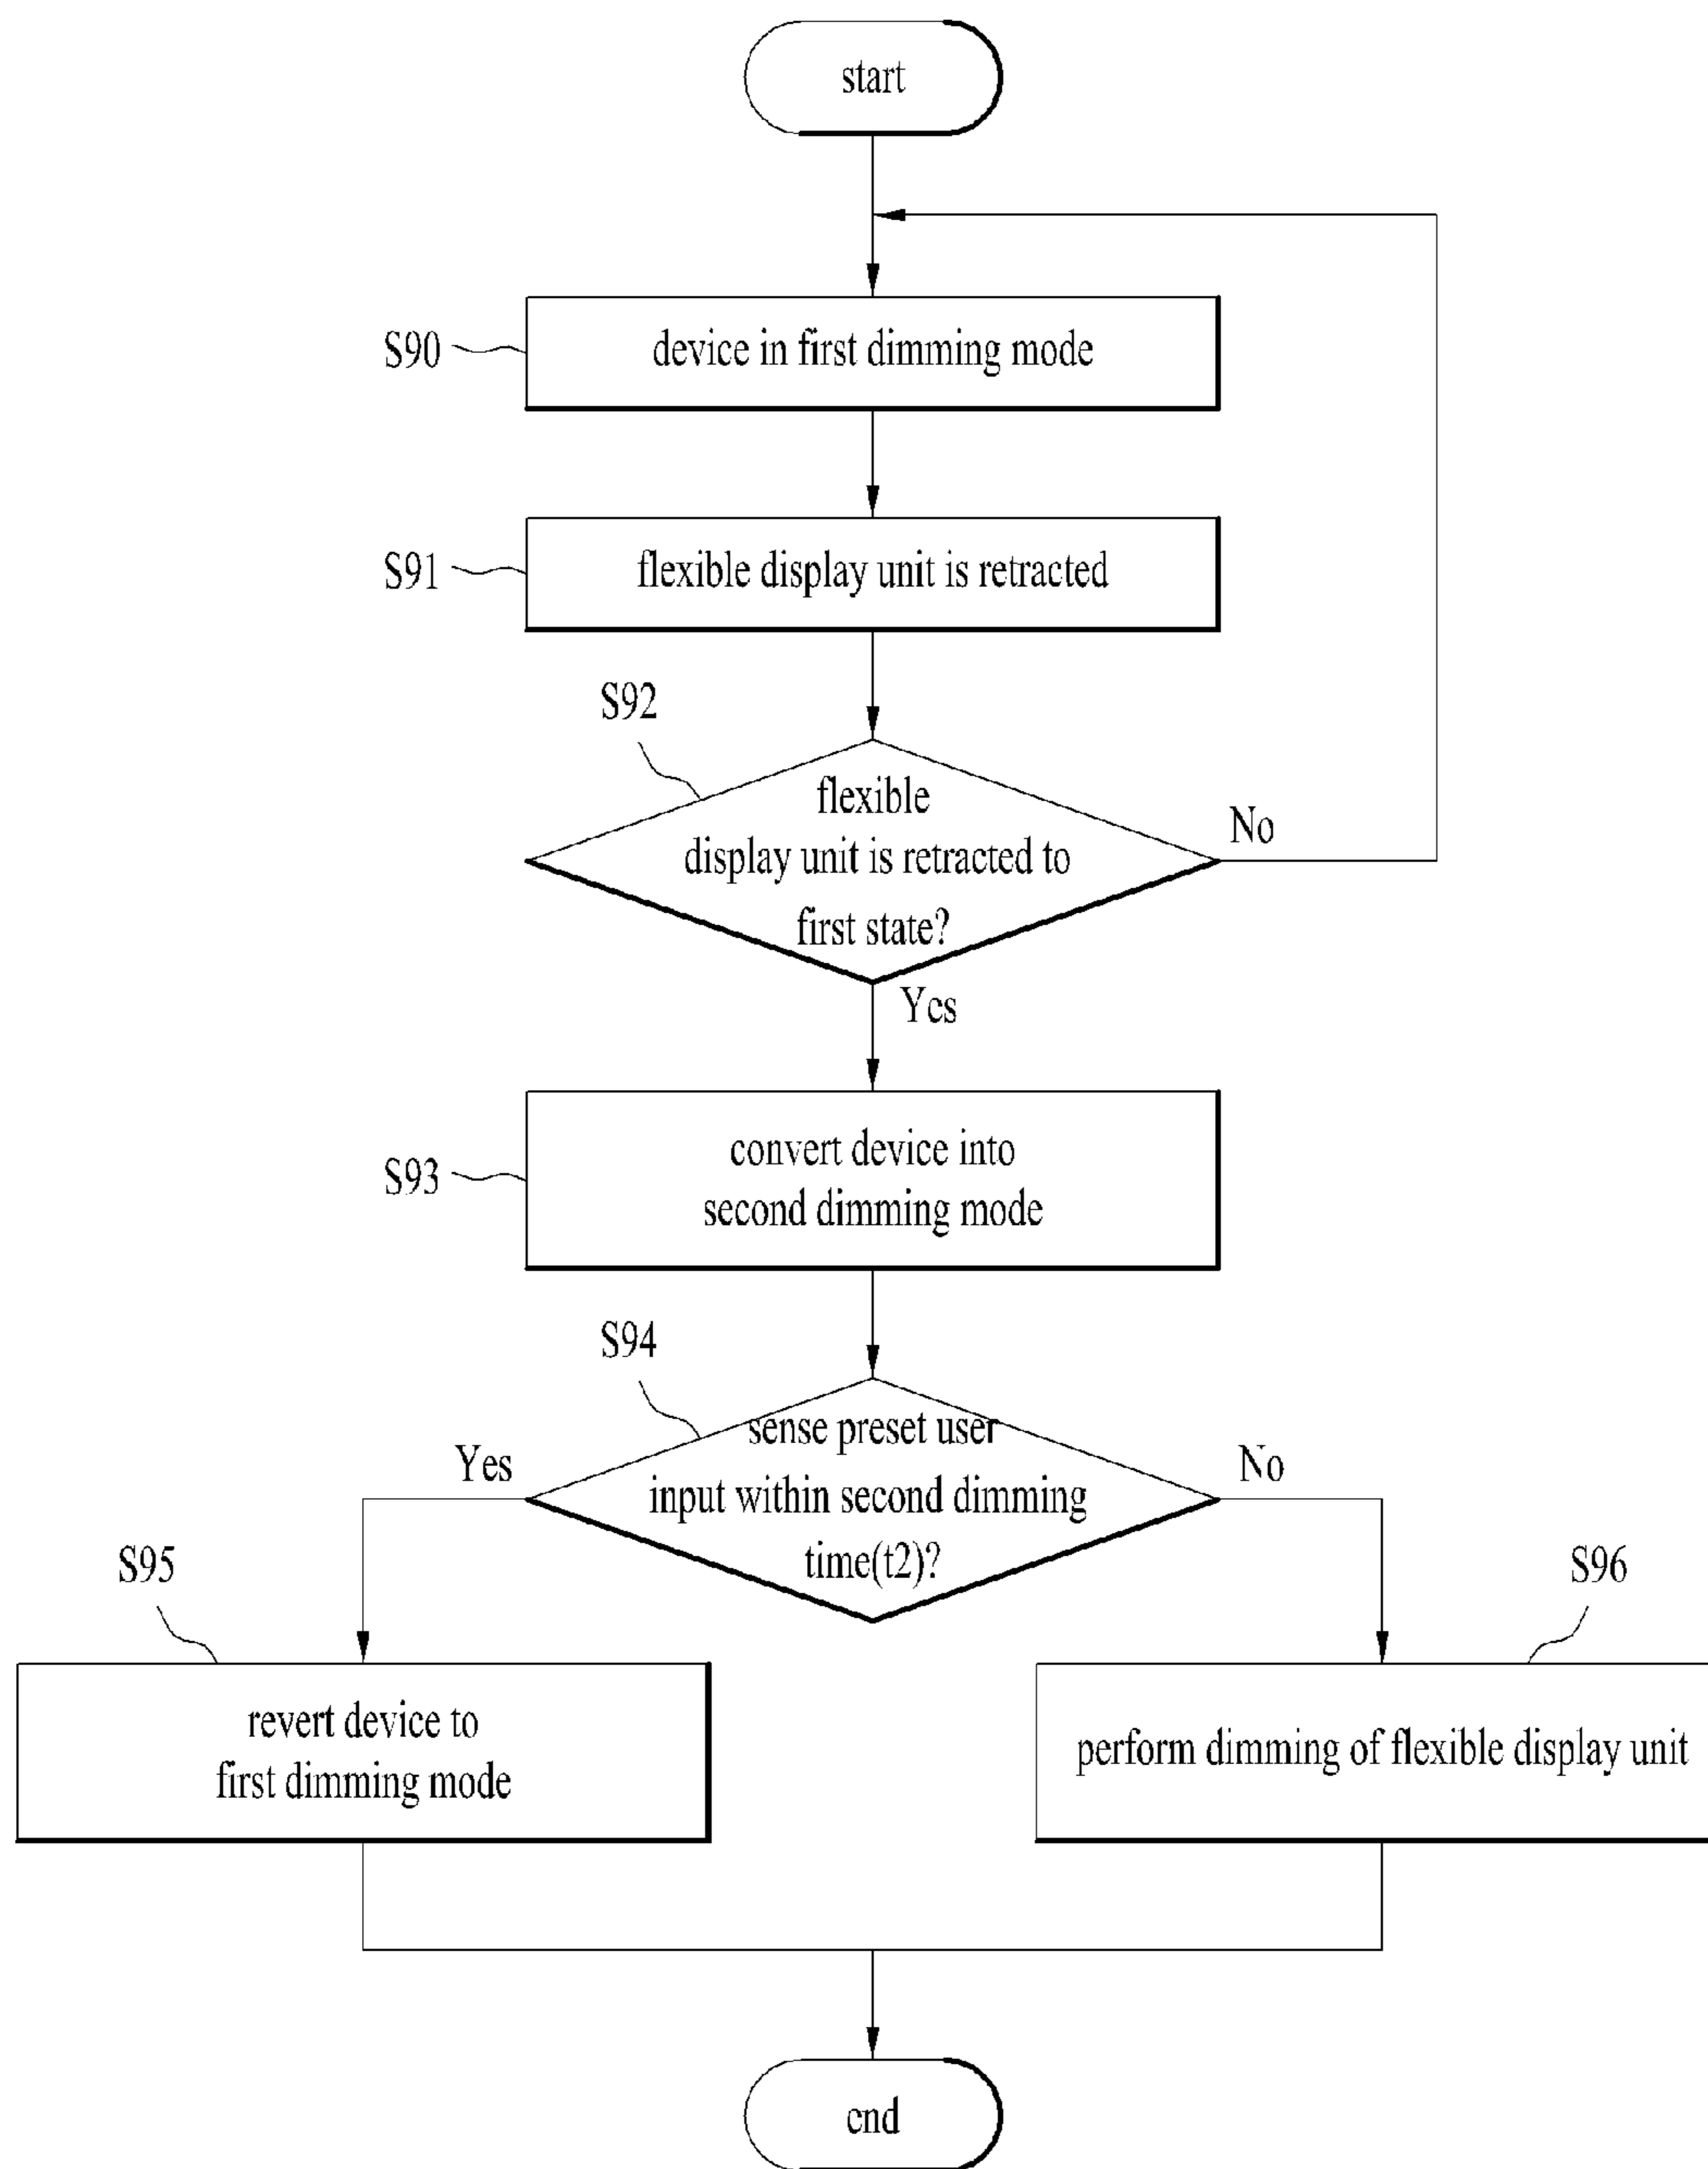 start
S90
device in first dimming mode
S91
flexible display unit is retracted
S92
flexible
display unit is retracted to
first state?
No
Yes
S93
convert device into
second dimming mode
S94
sense preset user
input within second dimming
time(t2)?
Yes
No
S95
revert device to
first dimming mode
S96
perform dimming of flexible display unit
end